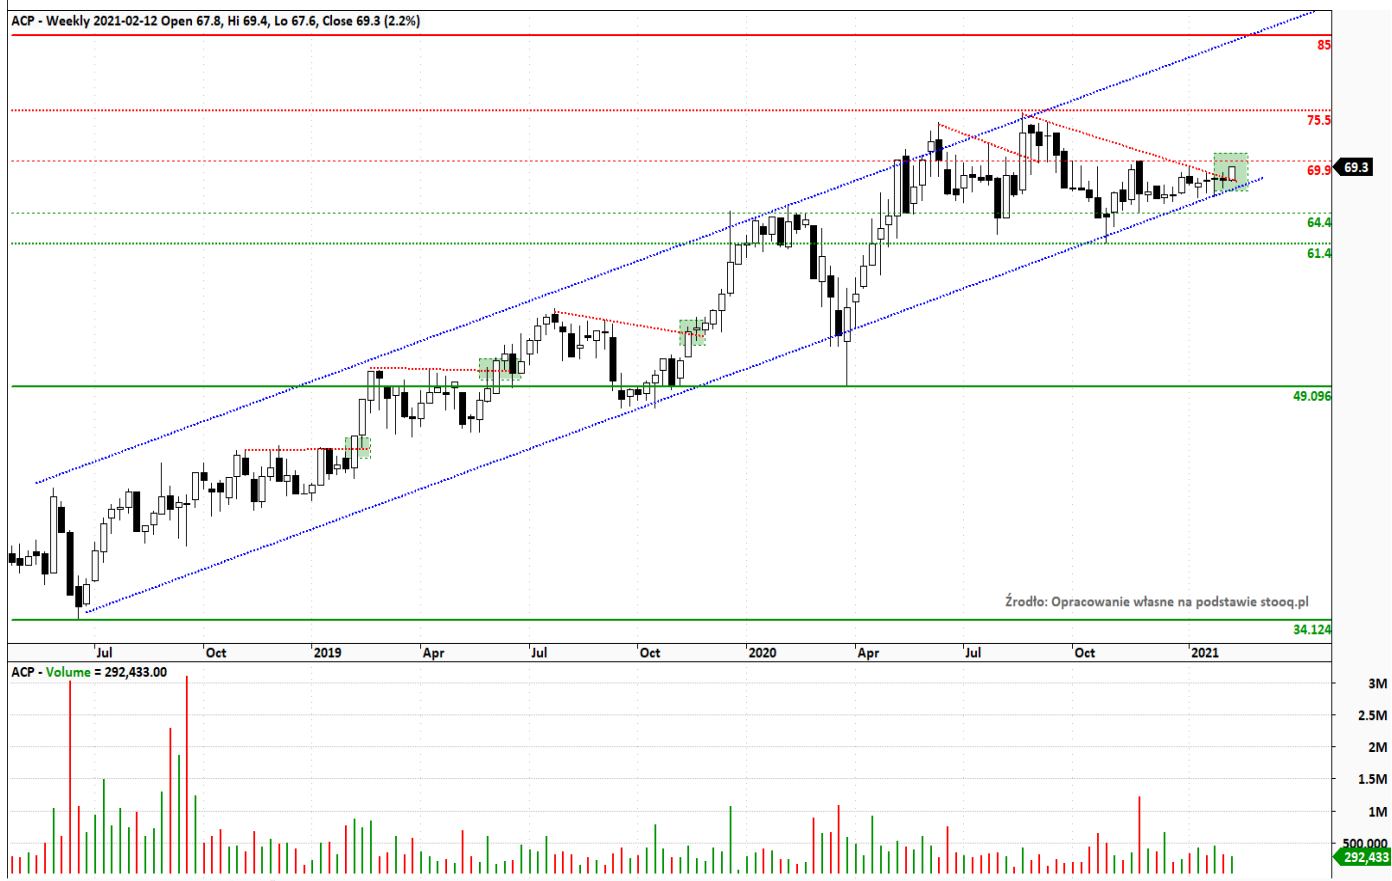 ACP - Weekly 2021-02-12 Open 67.8, Hi 69.4, Lo 67.6, Close 69.3 (2.2%)
85
75.5
69.9
69.3
64.4
61.4
49.096
Źrodło: Opracowanie własne na podstawie stooq.pl
34.124
Jul Oct 2019 Apr Jul Oct 2020 Apr Jul Oct 2021
ACP - Volume = 292,433.00
3M
2.5M
2M
1.5M
1M
500,000
292,433